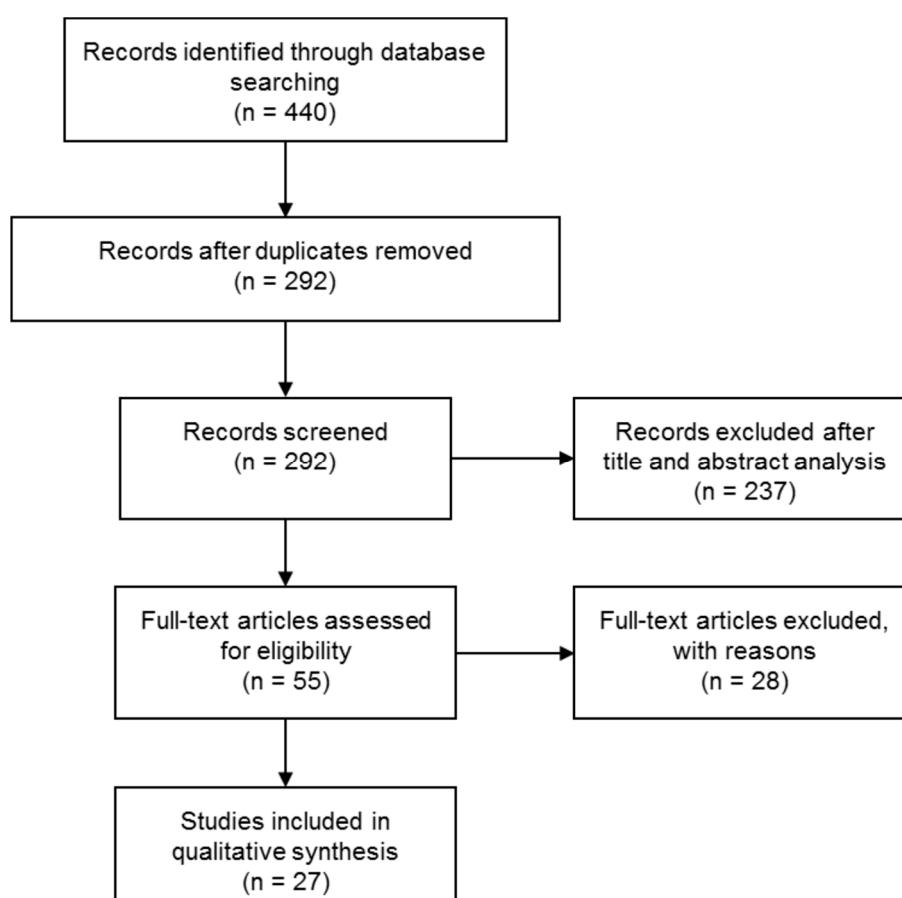 Records identified through database
searching
(n = 440)
Records after duplicates removed
(n = 292)
Records screened
(n = 292)
Records excluded after
title and abstract analysis
(n = 237)
Full-text articles assessed
for eligibility
(n = 55)
Full-text articles excluded,
with reasons
(n = 28)
Studies included in
qualitative synthesis
(n = 27)